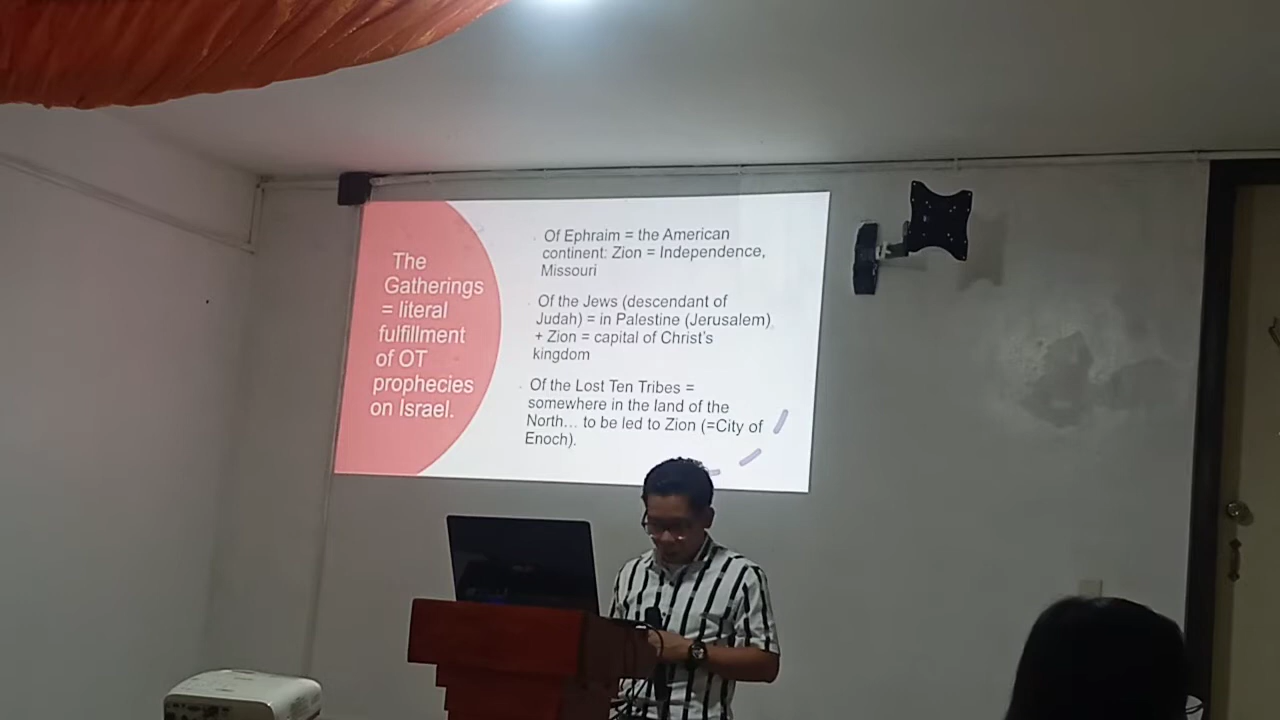 The
Gatherings
= literal
fulfillment
of OT
prophecies
on Israel.
Of Ephraim = the American
continent: Zion = Independence,
Missouri
Of the Jews (descendant of
Judah) = in Palestine (Jerusalem)
+ Zion = capital of Christ's
kingdom
Of the Lost Ten Tribes =
somewhere in the land of the
North… to be led to Zion (=City of
Enoch).